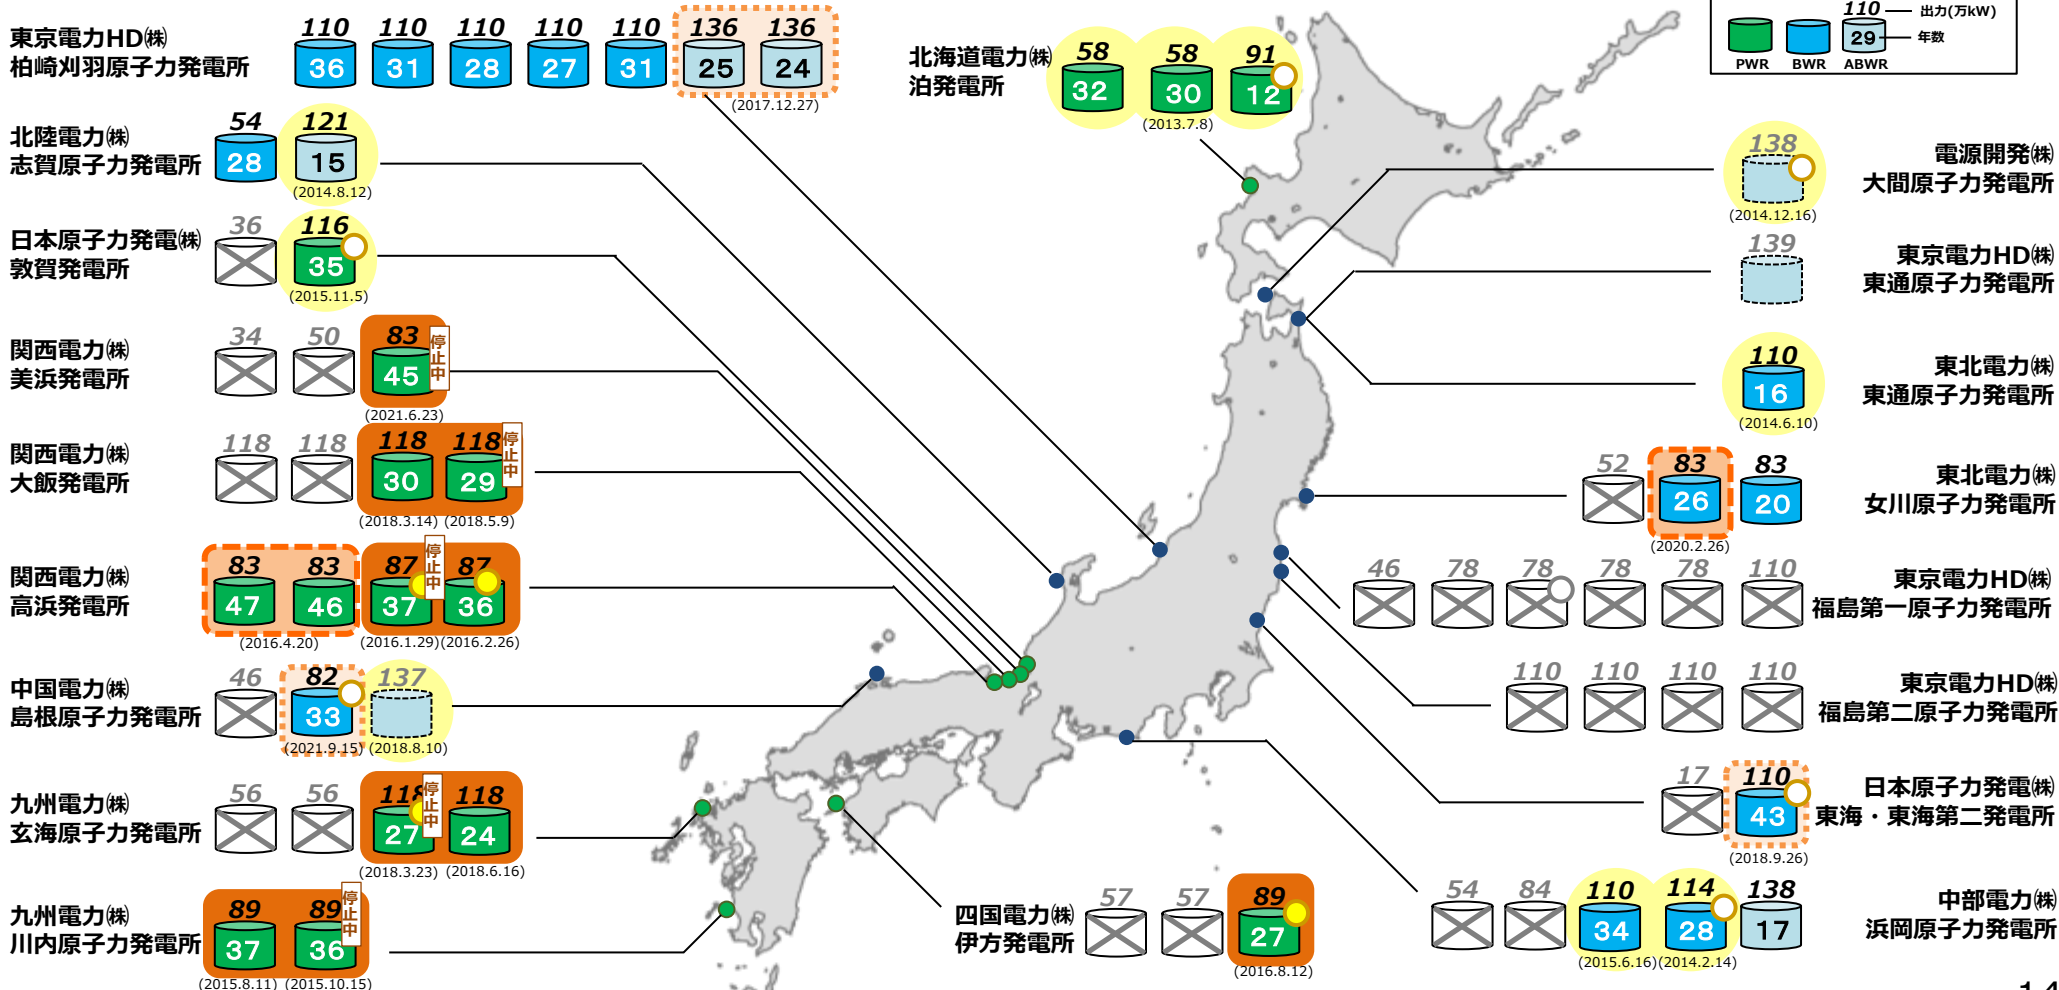 110 110 110 110 110 136 136
東京電力HD㈱
柏崎刈羽原子力発電所
36 31 28 27 31 25 24
(2017.12.27)
54 121
北陸電力㈱
志賀原子力発電所
28 15
(2014.8.12)
36 116
日本原子力発電㈱
敦賀発電所
35
(2015.11.5)
34 50 83
停止中
関西電力㈱
美浜発電所
45
(2021.6.23)
118 118 118 118
停止中
関西電力㈱
大飯発電所
30 29
(2018.3.14) (2018.5.9)
83 83 87 87
停止中
関西電力㈱
高浜発電所
47 46 37 36
(2016.4.20) (2016.1.29) (2016.2.26)
46 82 137
中国電力㈱
島根原子力発電所
33
(2021.9.15) (2018.8.10)
56 56 118 118
停止中
九州電力㈱
玄海原子力発電所
27 24
(2018.3.23) (2018.6.16)
89 89
停止中
九州電力㈱
川内原子力発電所
37 36
(2015.8.11) (2015.10.15)
58 58 91
北海道電力㈱
泊発電所
32 30 12
(2013.7.8)
110 出力(万kW)
29 年数
PWR BWR ABWR
138
電源開発㈱
大間原子力発電所
(2014.12.16)
139
東京電力HD㈱
東通原子力発電所
110
東北電力㈱
東通原子力発電所
16
(2014.6.10)
52 83 83
東北電力㈱
女川原子力発電所
26 20
(2020.2.26)
46 78 78 78 78 110
東京電力HD㈱
福島第一原子力発電所
110 110 110 110
東京電力HD㈱
福島第二原子力発電所
17 110
日本原子力発電㈱
東海・東海第二発電所
43
(2018.9.26)
54 84 110 114 138
中部電力㈱
浜岡原子力発電所
34 28 17
(2015.6.16) (2014.2.14)
57 57 89
四国電力㈱
伊方発電所
27
(2016.8.12)